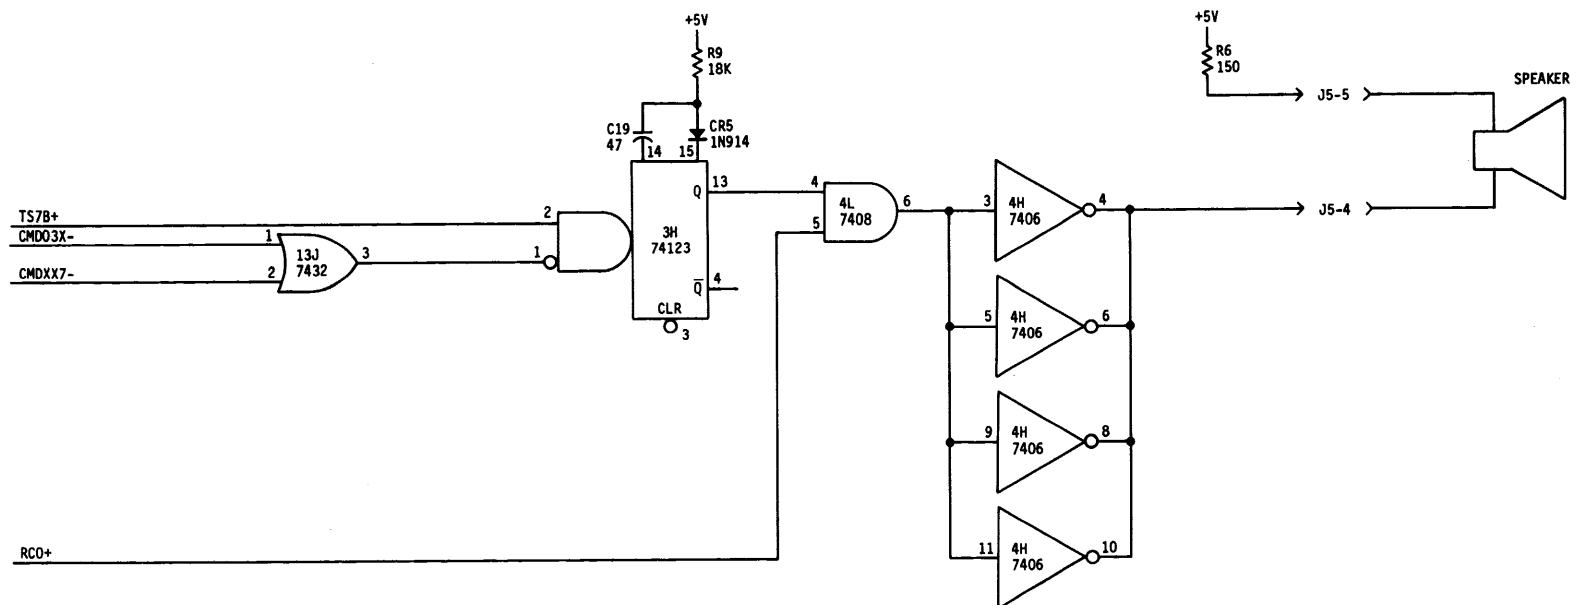 +5V
R9
18K
C19
47
CR5
1N914
14
15
+5V
R6
150
J5-5
SPEAKER
TS7B+
CMD03X-
CMDXX7-
1
2
13J
7432
3
2
1
3H
74123
Q
13
Q̅
4
CLR
3
4
5
4L
7408
6
3
4H
7406
4
J5-4
5
4H
7406
6
9
4H
7406
8
11
4H
7406
10
RC0+